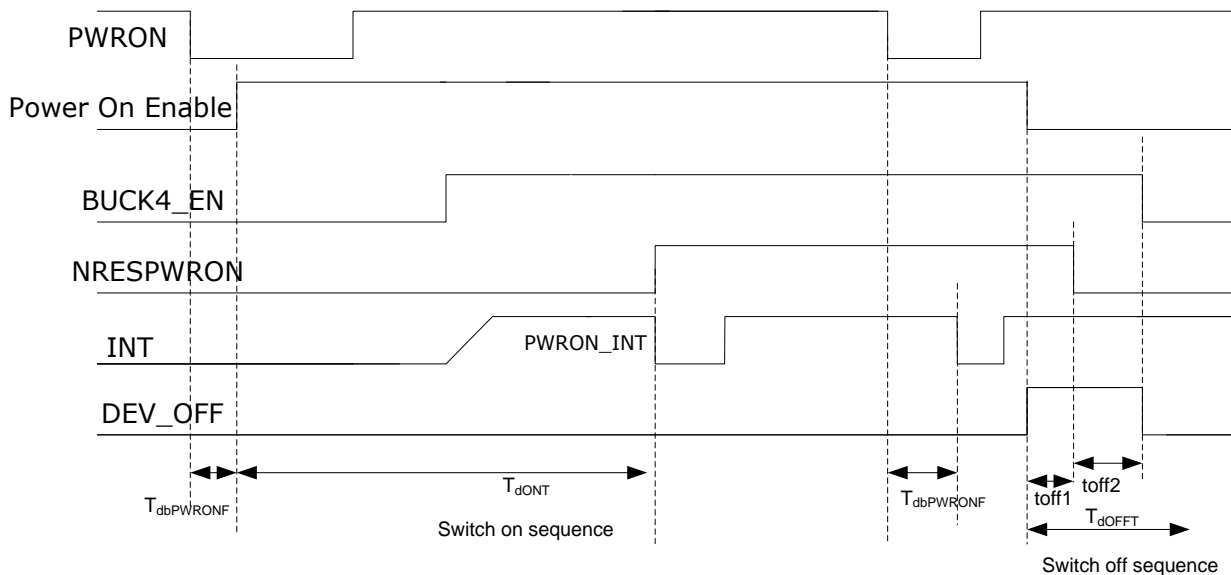 PWRON
Power On Enable
BUCK4_EN
NRESPWRON
INT
PWRON_INT
DEV_OFF
TdbPWRONF
TdONT
TdbPWRONF
toff1
toff2
TdOFFT
Switch on sequence
Switch off sequence